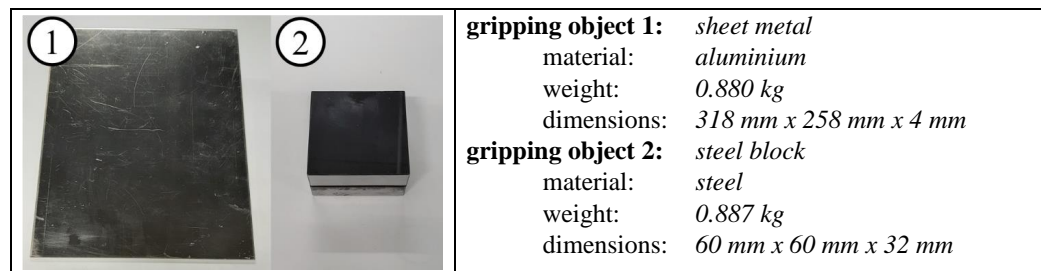 1
2
gripping object 1: sheet metal
material: aluminium
weight: 0.880 kg
dimensions: 318 mm x 258 mm x 4 mm
gripping object 2: steel block
material: steel
weight: 0.887 kg
dimensions: 60 mm x 60 mm x 32 mm